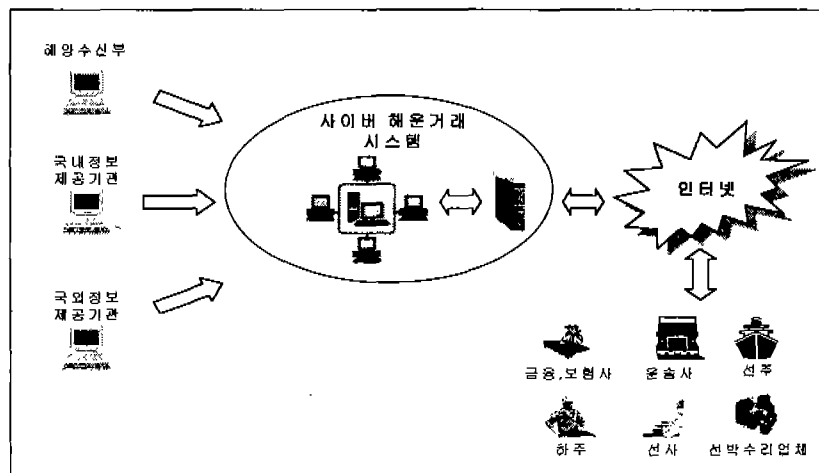 해양수산부
국내정보
제공기관
국외정보
제공기관
사이버 해운거래
시스템
인터넷
금융,보험사
운송사
선주
하주
선사
선박수리업체